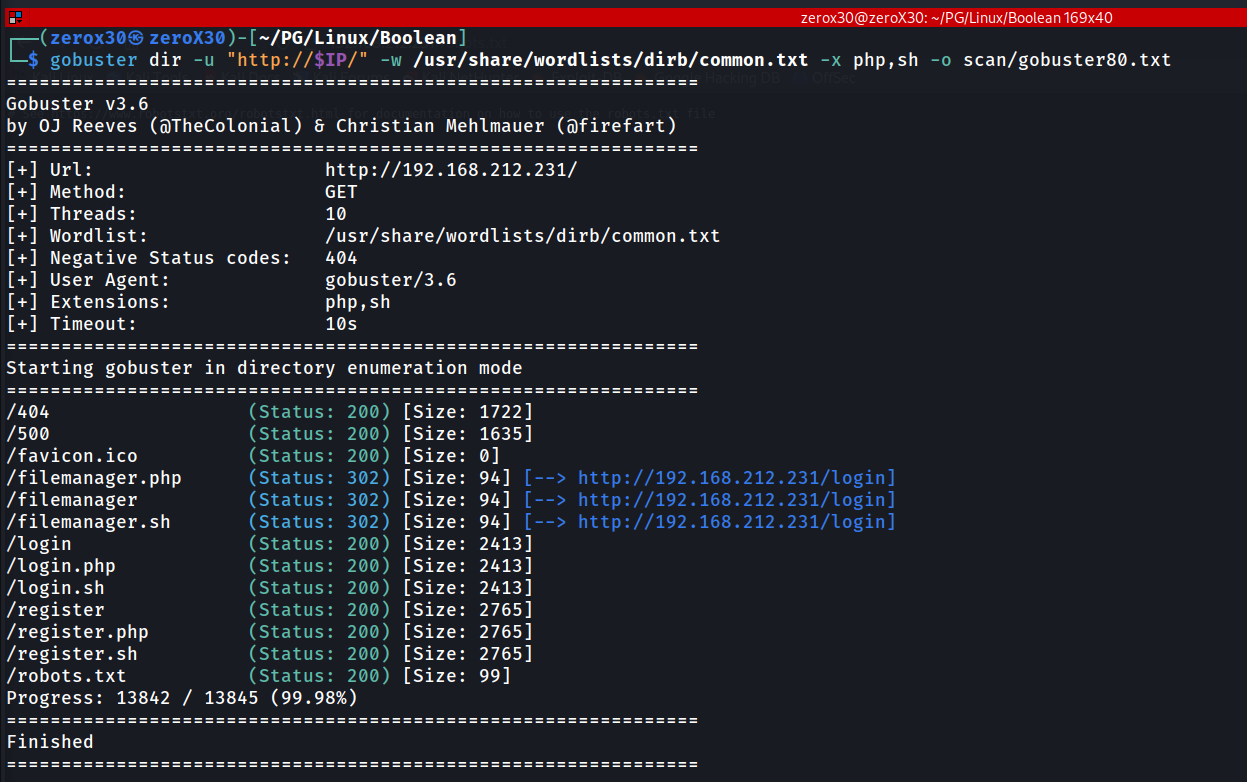 zerox30@zeroX30: ~/PG/Linux/Boolean 169x40
┌──(zerox30㉿zeroX30)-[~/PG/Linux/Boolean]
└─$ gobuster dir -u "http://$IP/" -w /usr/share/wordlists/dirb/common.txt -x php,sh -o scan/gobuster80.txt
Hacking DB OffSec
===============================================================
Gobuster v3.6
by OJ Reeves (@TheColonial) & Christian Mehlmauer (@firefart)
===============================================================
[+] Url: http://192.168.212.231/
[+] Method: GET
[+] Threads: 10
[+] Wordlist: /usr/share/wordlists/dirb/common.txt
[+] Negative Status codes: 404
[+] User Agent: gobuster/3.6
[+] Extensions: php,sh
[+] Timeout: 10s
===============================================================
Starting gobuster in directory enumeration mode
===============================================================
/404 (Status: 200) [Size: 1722]
/500 (Status: 200) [Size: 1635]
/favicon.ico (Status: 200) [Size: 0]
/filemanager.php (Status: 302) [Size: 94] [--> http://192.168.212.231/login]
/filemanager (Status: 302) [Size: 94] [--> http://192.168.212.231/login]
/filemanager.sh (Status: 302) [Size: 94] [--> http://192.168.212.231/login]
/login (Status: 200) [Size: 2413]
/login.php (Status: 200) [Size: 2413]
/login.sh (Status: 200) [Size: 2413]
/register (Status: 200) [Size: 2765]
/register.php (Status: 200) [Size: 2765]
/register.sh (Status: 200) [Size: 2765]
/robots.txt (Status: 200) [Size: 99]
Progress: 13842 / 13845 (99.98%)
===============================================================
Finished
===============================================================